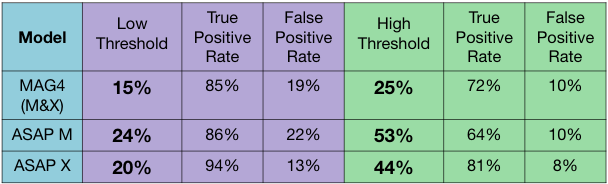 Model Low Threshold True Positive Rate False Positive Rate High Threshold True Positive Rate False Positive Rate
MAG4 (M&X) 15% 85% 19% 25% 72% 10%
ASAP M 24% 86% 22% 53% 64% 10%
ASAP X 20% 94% 13% 44% 81% 8%